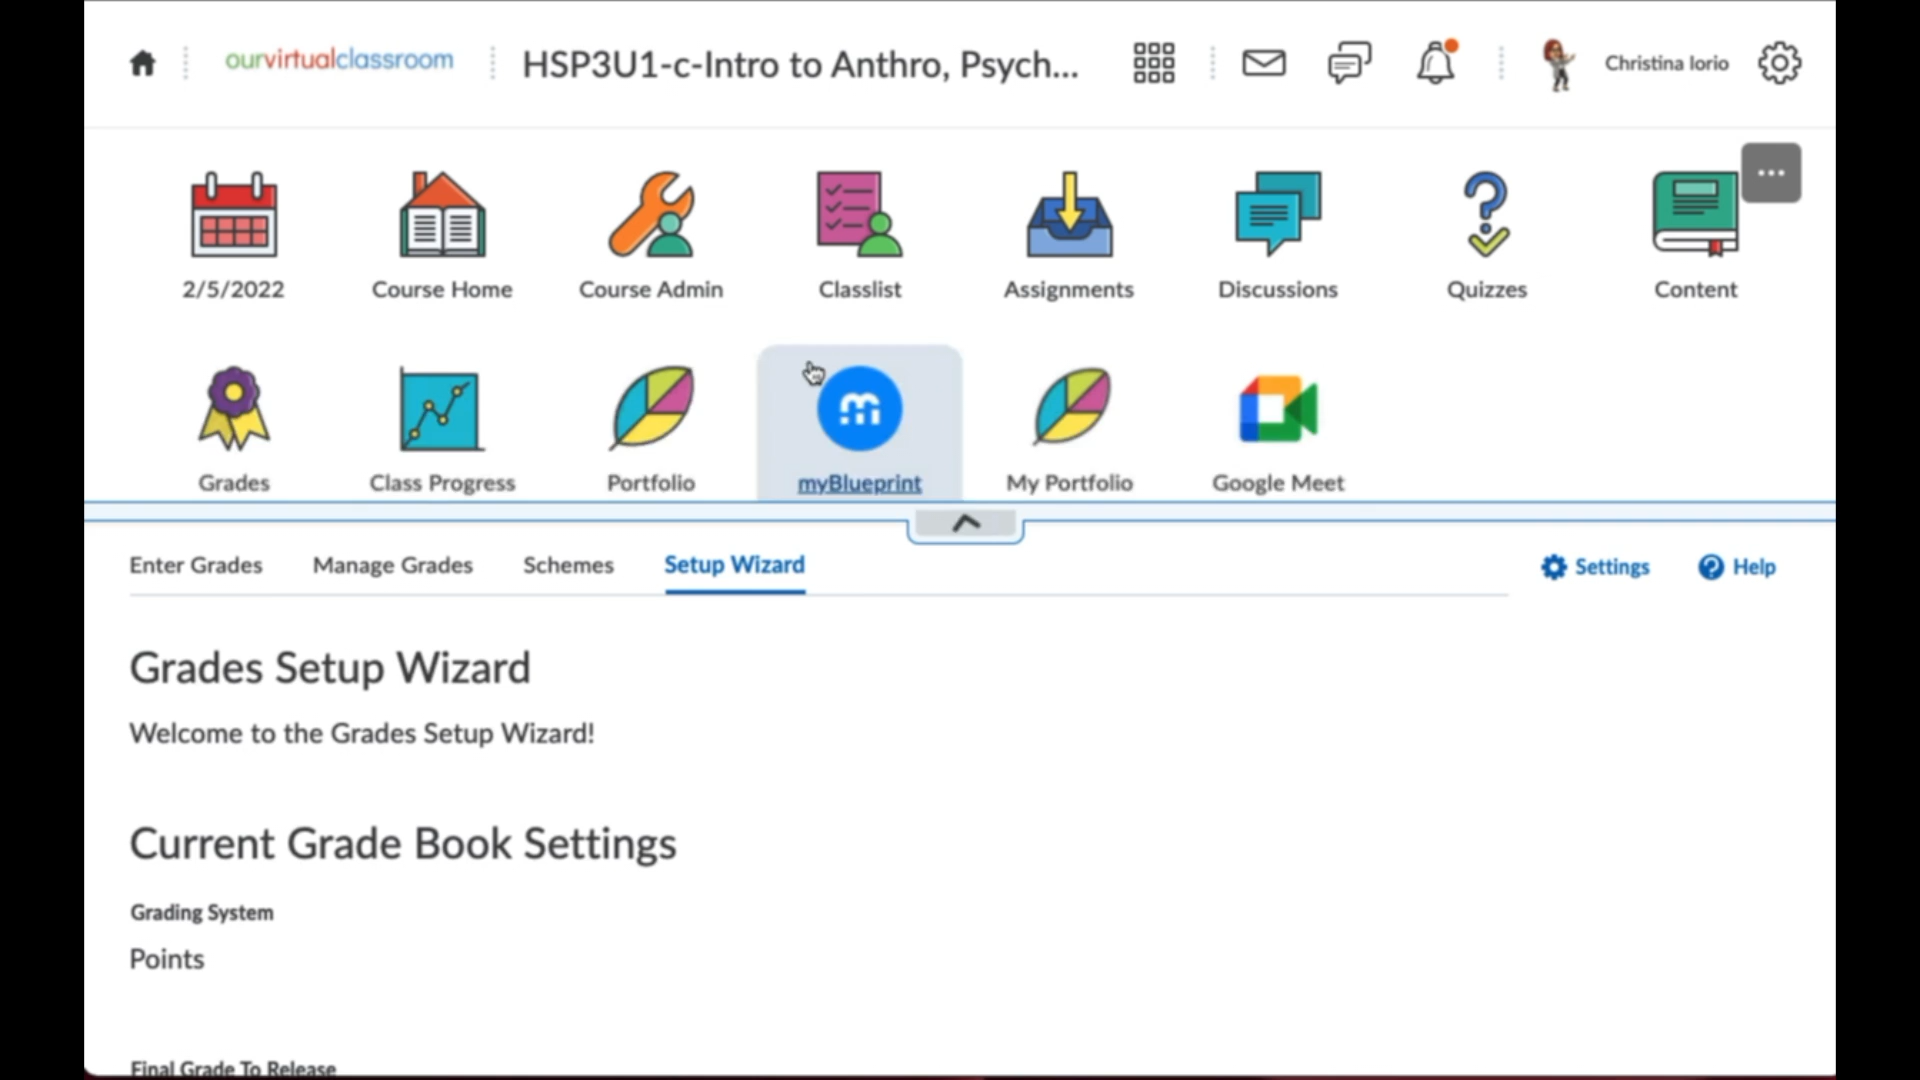 ourvirtualclassroom
HSP3U1-c-Intro to Anthro, Psych...
Christina Iorio
2/5/2022
Course Home
Course Admin
Classlist
Assignments
Discussions
Quizzes
Content
Grades
Class Progress
Portfolio
myBlueprint
My Portfolio
Google Meet
Enter Grades
Manage Grades
Schemes
Setup Wizard
Settings
Help
Grades Setup Wizard
Welcome to the Grades Setup Wizard!
Current Grade Book Settings
Grading System
Points
Final Grade To Release